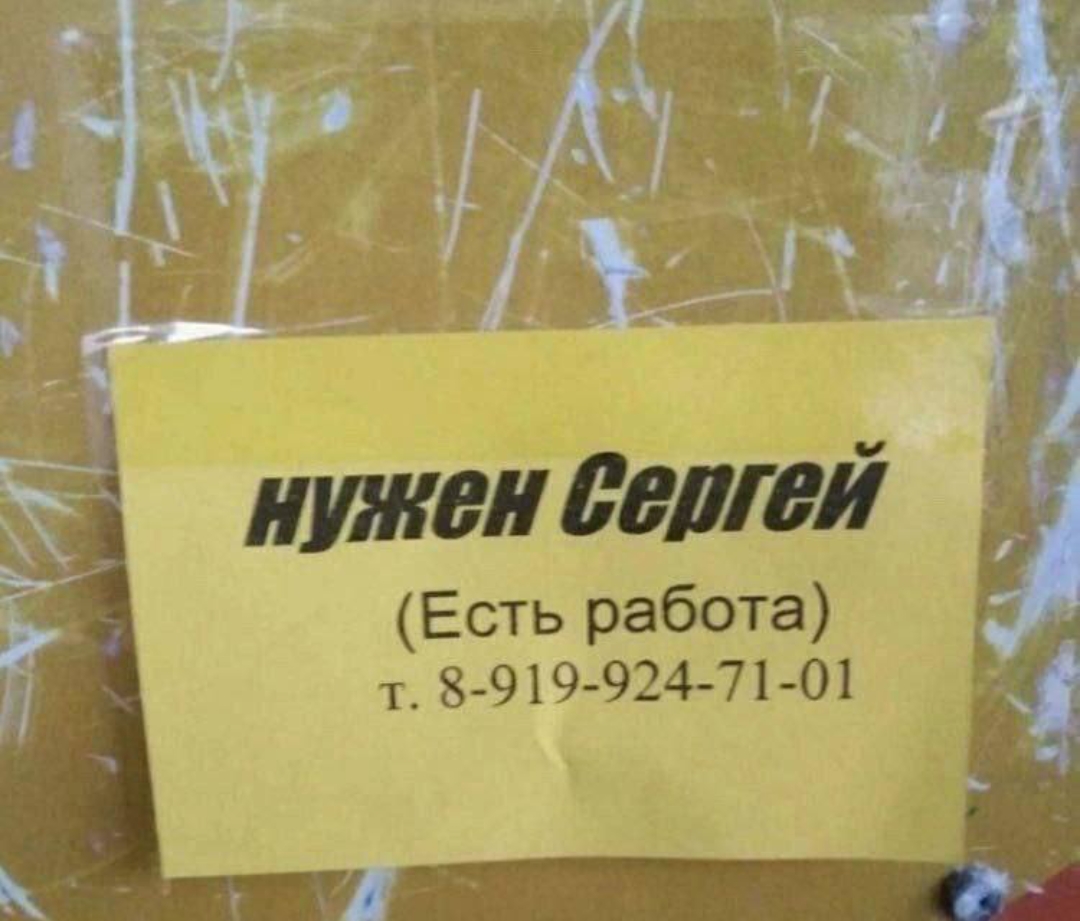 нужен Сергей
(Есть работа)
т. 8-919-924-71-01